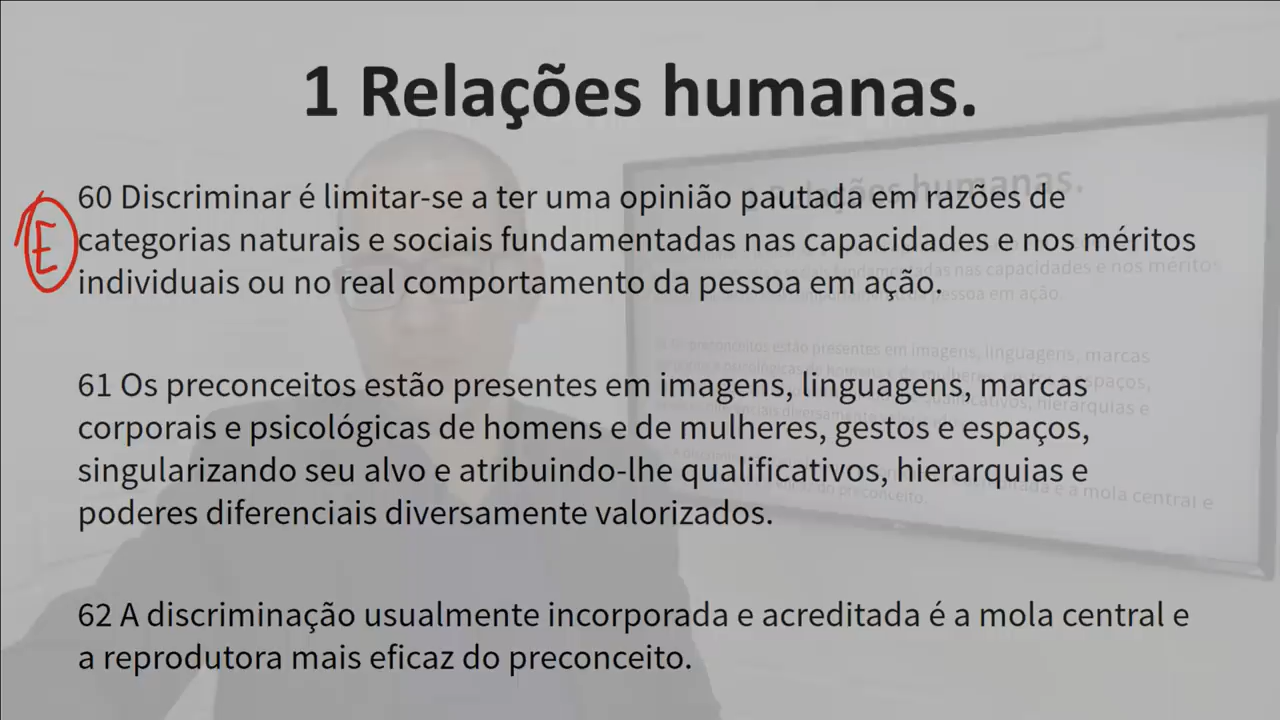 1 Relações humanas.
60 Discriminar é limitar-se a ter uma opinião pautada em razões de
E
categorias naturais e sociais fundamentadas nas capacidades e nos méritos
individuais ou no real comportamento da pessoa em ação.
61 Os preconceitos estão presentes em imagens, linguagens, marcas
corporais e psicológicas de homens e de mulheres, gestos e espaços,
singularizando seu alvo e atribuindo-lhe qualificativos, hierarquias e
poderes diferenciais diversamente valorizados.
62 A discriminação usualmente incorporada e acreditada é a mola central e
a reprodutora mais eficaz do preconceito.